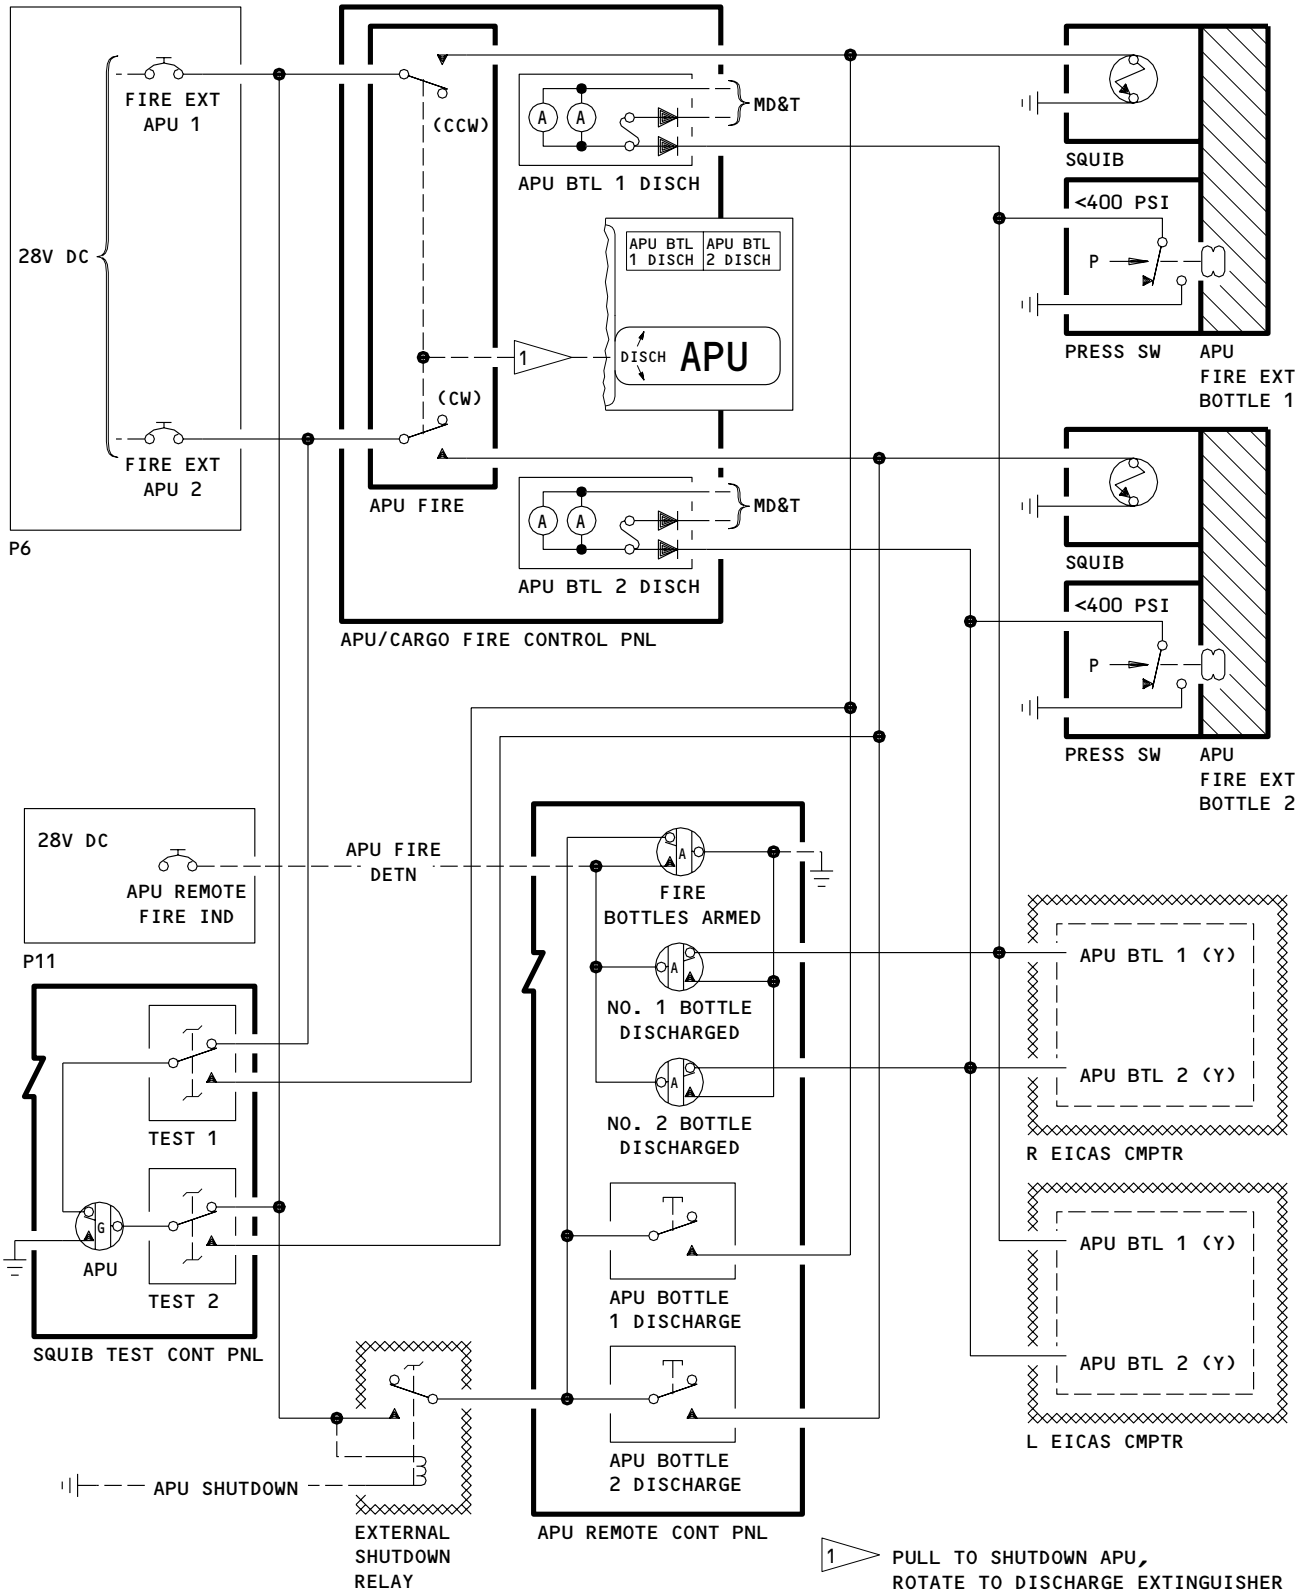 28V DC
FIRE EXT
APU 1
FIRE EXT
APU 2
P6
(CCW)
(CW)
APU FIRE
A
A
MD&T
APU BTL 1 DISCH
APU BTL
1 DISCH
APU BTL
2 DISCH
1
DISCH
APU
A
A
MD&T
APU BTL 2 DISCH
APU/CARGO FIRE CONTROL PNL
SQUIB
<400 PSI
P
PRESS SW
APU
FIRE EXT
BOTTLE 1
SQUIB
<400 PSI
P
PRESS SW
APU
FIRE EXT
BOTTLE 2
28V DC
APU REMOTE
FIRE IND
P11
APU FIRE
DETN
A
FIRE
BOTTLES ARMED
A
NO. 1 BOTTLE
DISCHARGED
A
NO. 2 BOTTLE
DISCHARGED
APU BOTTLE
1 DISCHARGE
APU BOTTLE
2 DISCHARGE
APU REMOTE CONT PNL
TEST 1
G
APU
TEST 2
SQUIB TEST CONT PNL
APU SHUTDOWN
EXTERNAL
SHUTDOWN
RELAY
APU BTL 1 (Y)
APU BTL 2 (Y)
R EICAS CMPTR
APU BTL 1 (Y)
APU BTL 2 (Y)
L EICAS CMPTR
1
PULL TO SHUTDOWN APU,
ROTATE TO DISCHARGE EXTINGUISHER